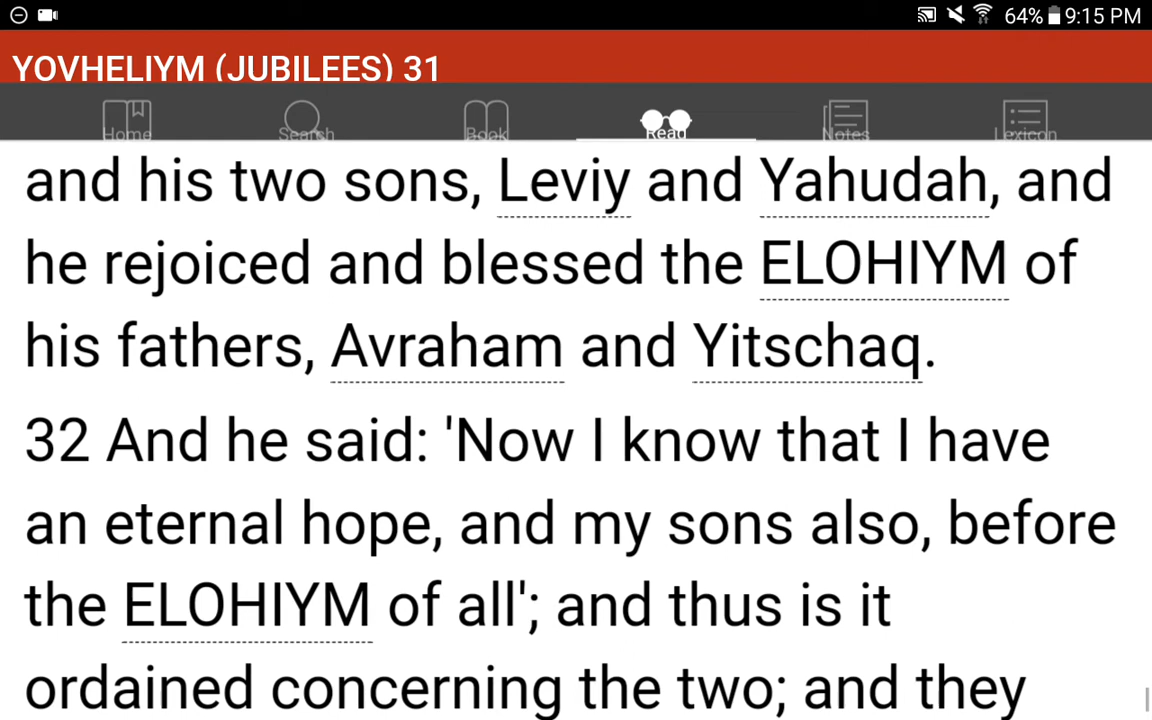 64% 9:15 PM
YOVHELIYM (JUBILEES) 31
Home Search Book Read Notes Lexicon
and his two sons, Leviy and Yahudah, and
he rejoiced and blessed the ELOHIYM of
his fathers, Avraham and Yitschaq.
32 And he said: 'Now I know that I have
an eternal hope, and my sons also, before
the ELOHIYM of all'; and thus is it
ordained concerning the two; and they